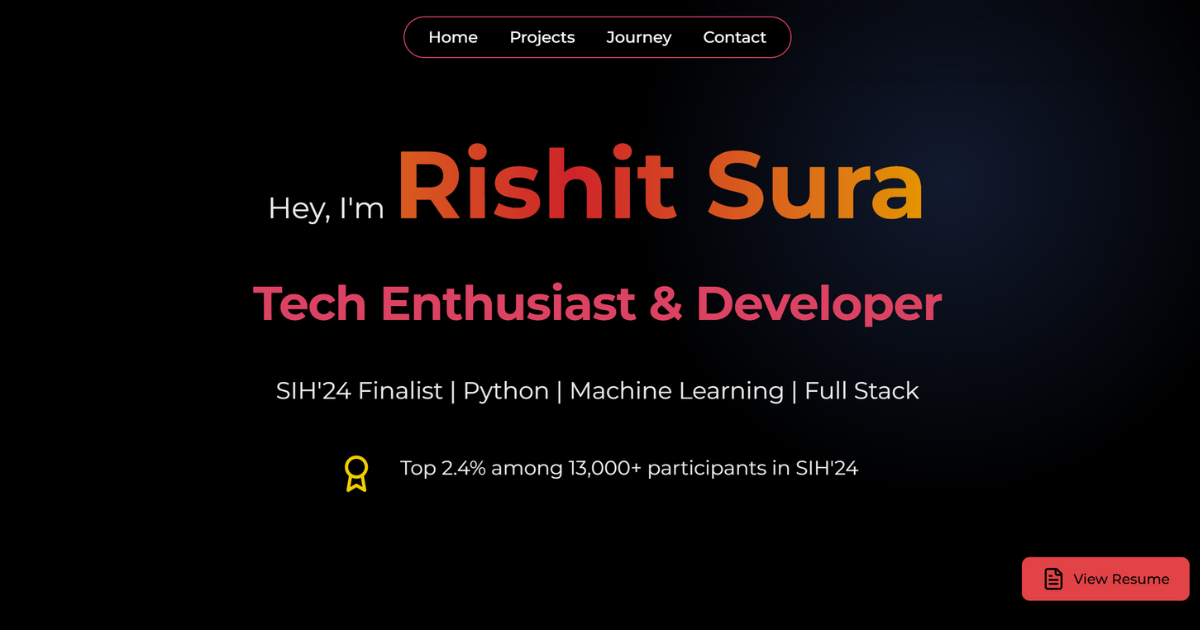 Home Projects Journey Contact
Hey, I'm Rishit Sura
Tech Enthusiast & Developer
SIH'24 Finalist | Python | Machine Learning | Full Stack
Top 2.4% among 13,000+ participants in SIH'24
View Resume